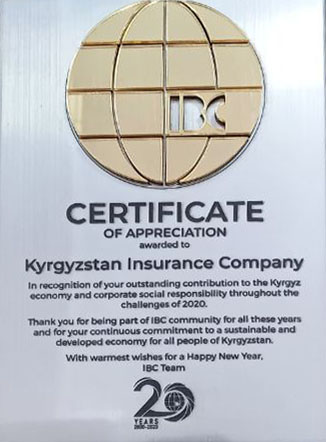 IBC
CERTIFICATE
OF APPRECIATION
awarded to
Kyrgyzstan Insurance Company
In recognition of your outstanding contribution to the Kyrgyz
economy and corporate social responsibility throughout the
challenges of 2020.
Thank you for being part of IBC community for all these years
and for your continuous commitment to a sustainable and
developed economy for all people of Kyrgyzstan.
With warmest wishes for a Happy New Year,
IBC Team
20
YEARS
2000-2020